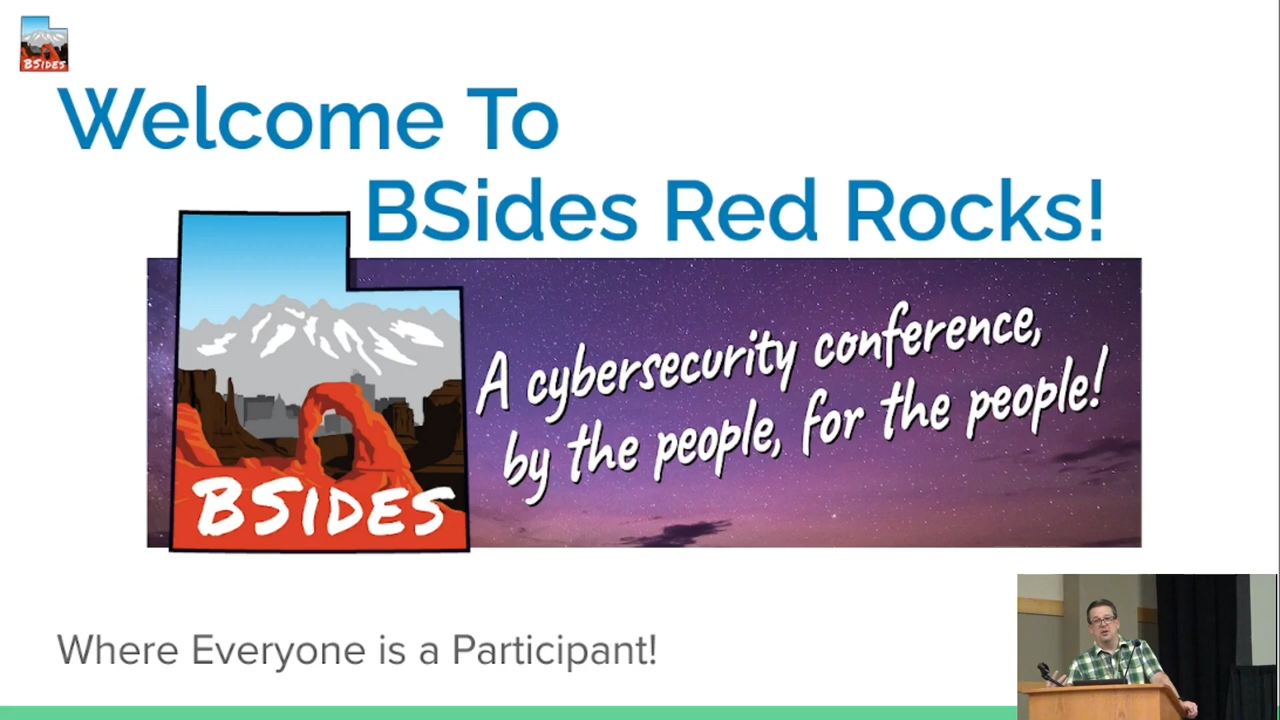 BSIDES
Welcome To
BSides Red Rocks!
A cybersecurity conference,
by the people, for the people!
BSIDES
Where Everyone is a Participant!